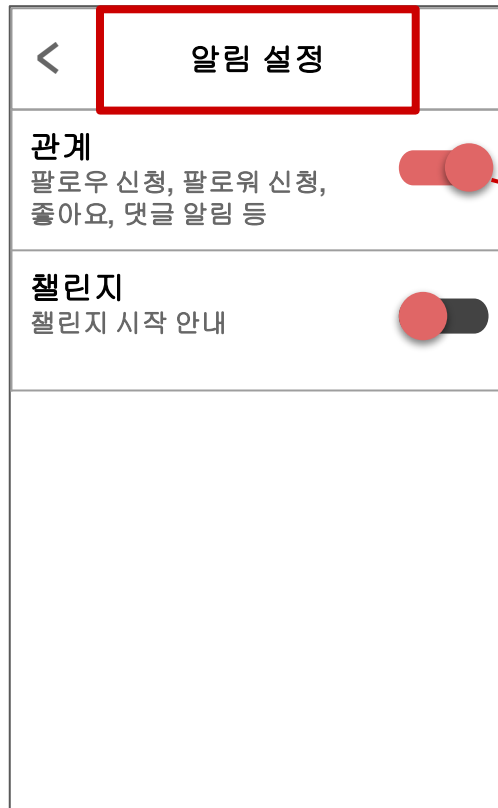 알림 설정
관계
팔로우 신청, 팔로워 신청,
좋아요, 댓글 알림 등
챌린지
챌린지 시작 안내